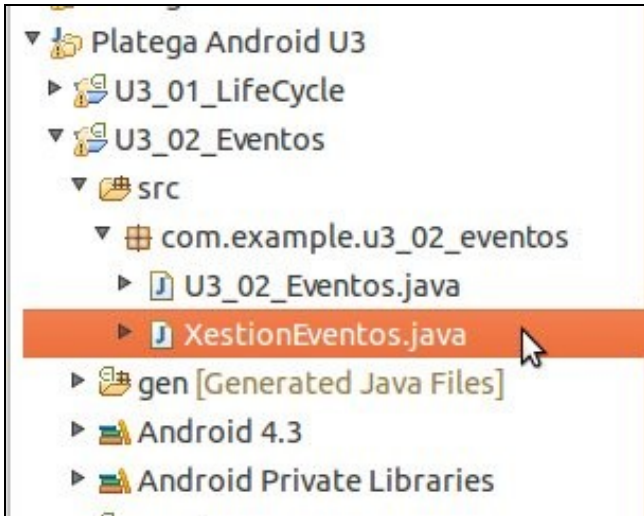 Platega Android U3
U3_01_LifeCycle
U3_02_Eventos
src
com.example.u3_02_eventos
U3_02_Eventos.java
XestionEventos.java
gen [Generated Java Files]
Android 4.3
Android Private Libraries